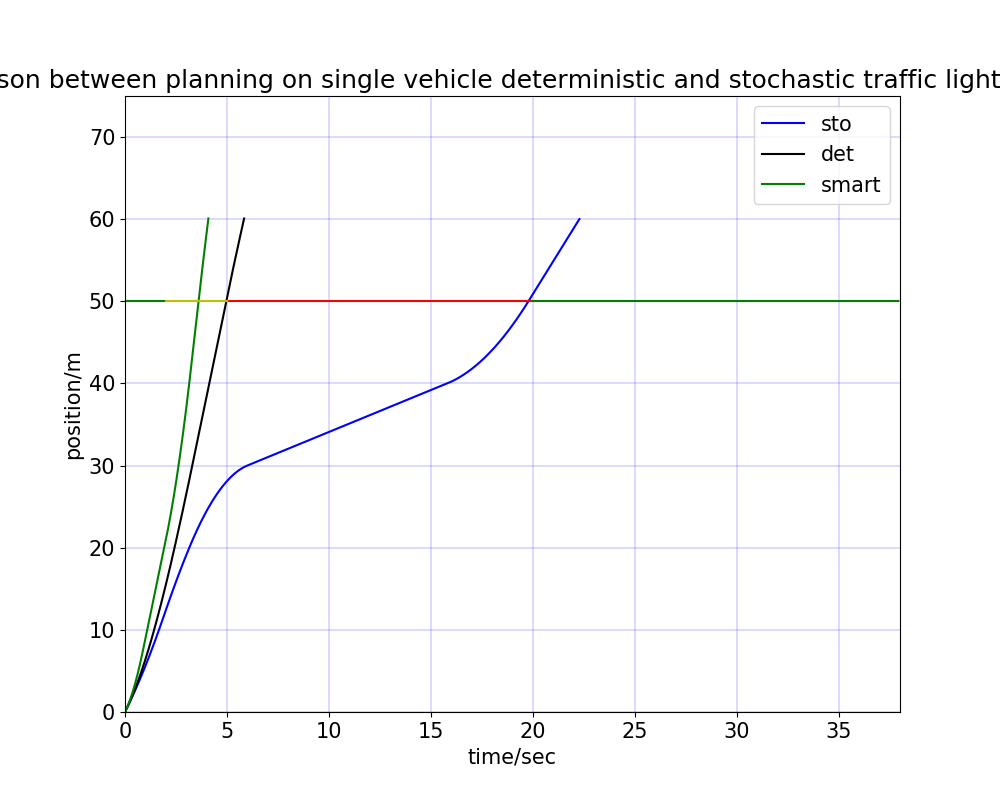 son between planning on single vehicle deterministic and stochastic traffic light
sto
det
smart
70
60
50
40
30
20
10
0
position/m
0 5 10 15 20 25 30 35
time/sec